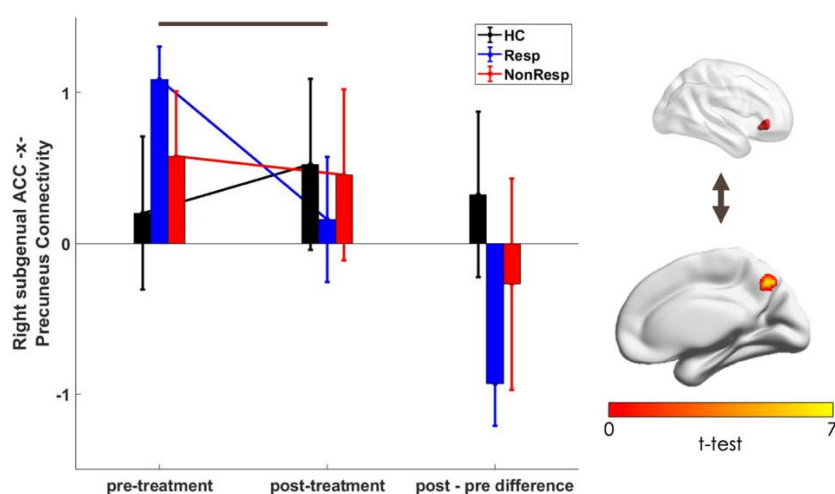 Right subgenual ACC -x-
Precuneus Connectivity
1
0
-1
HC
Resp
NonResp
pre-treatment
post-treatment
post - pre difference
0
7
t-test